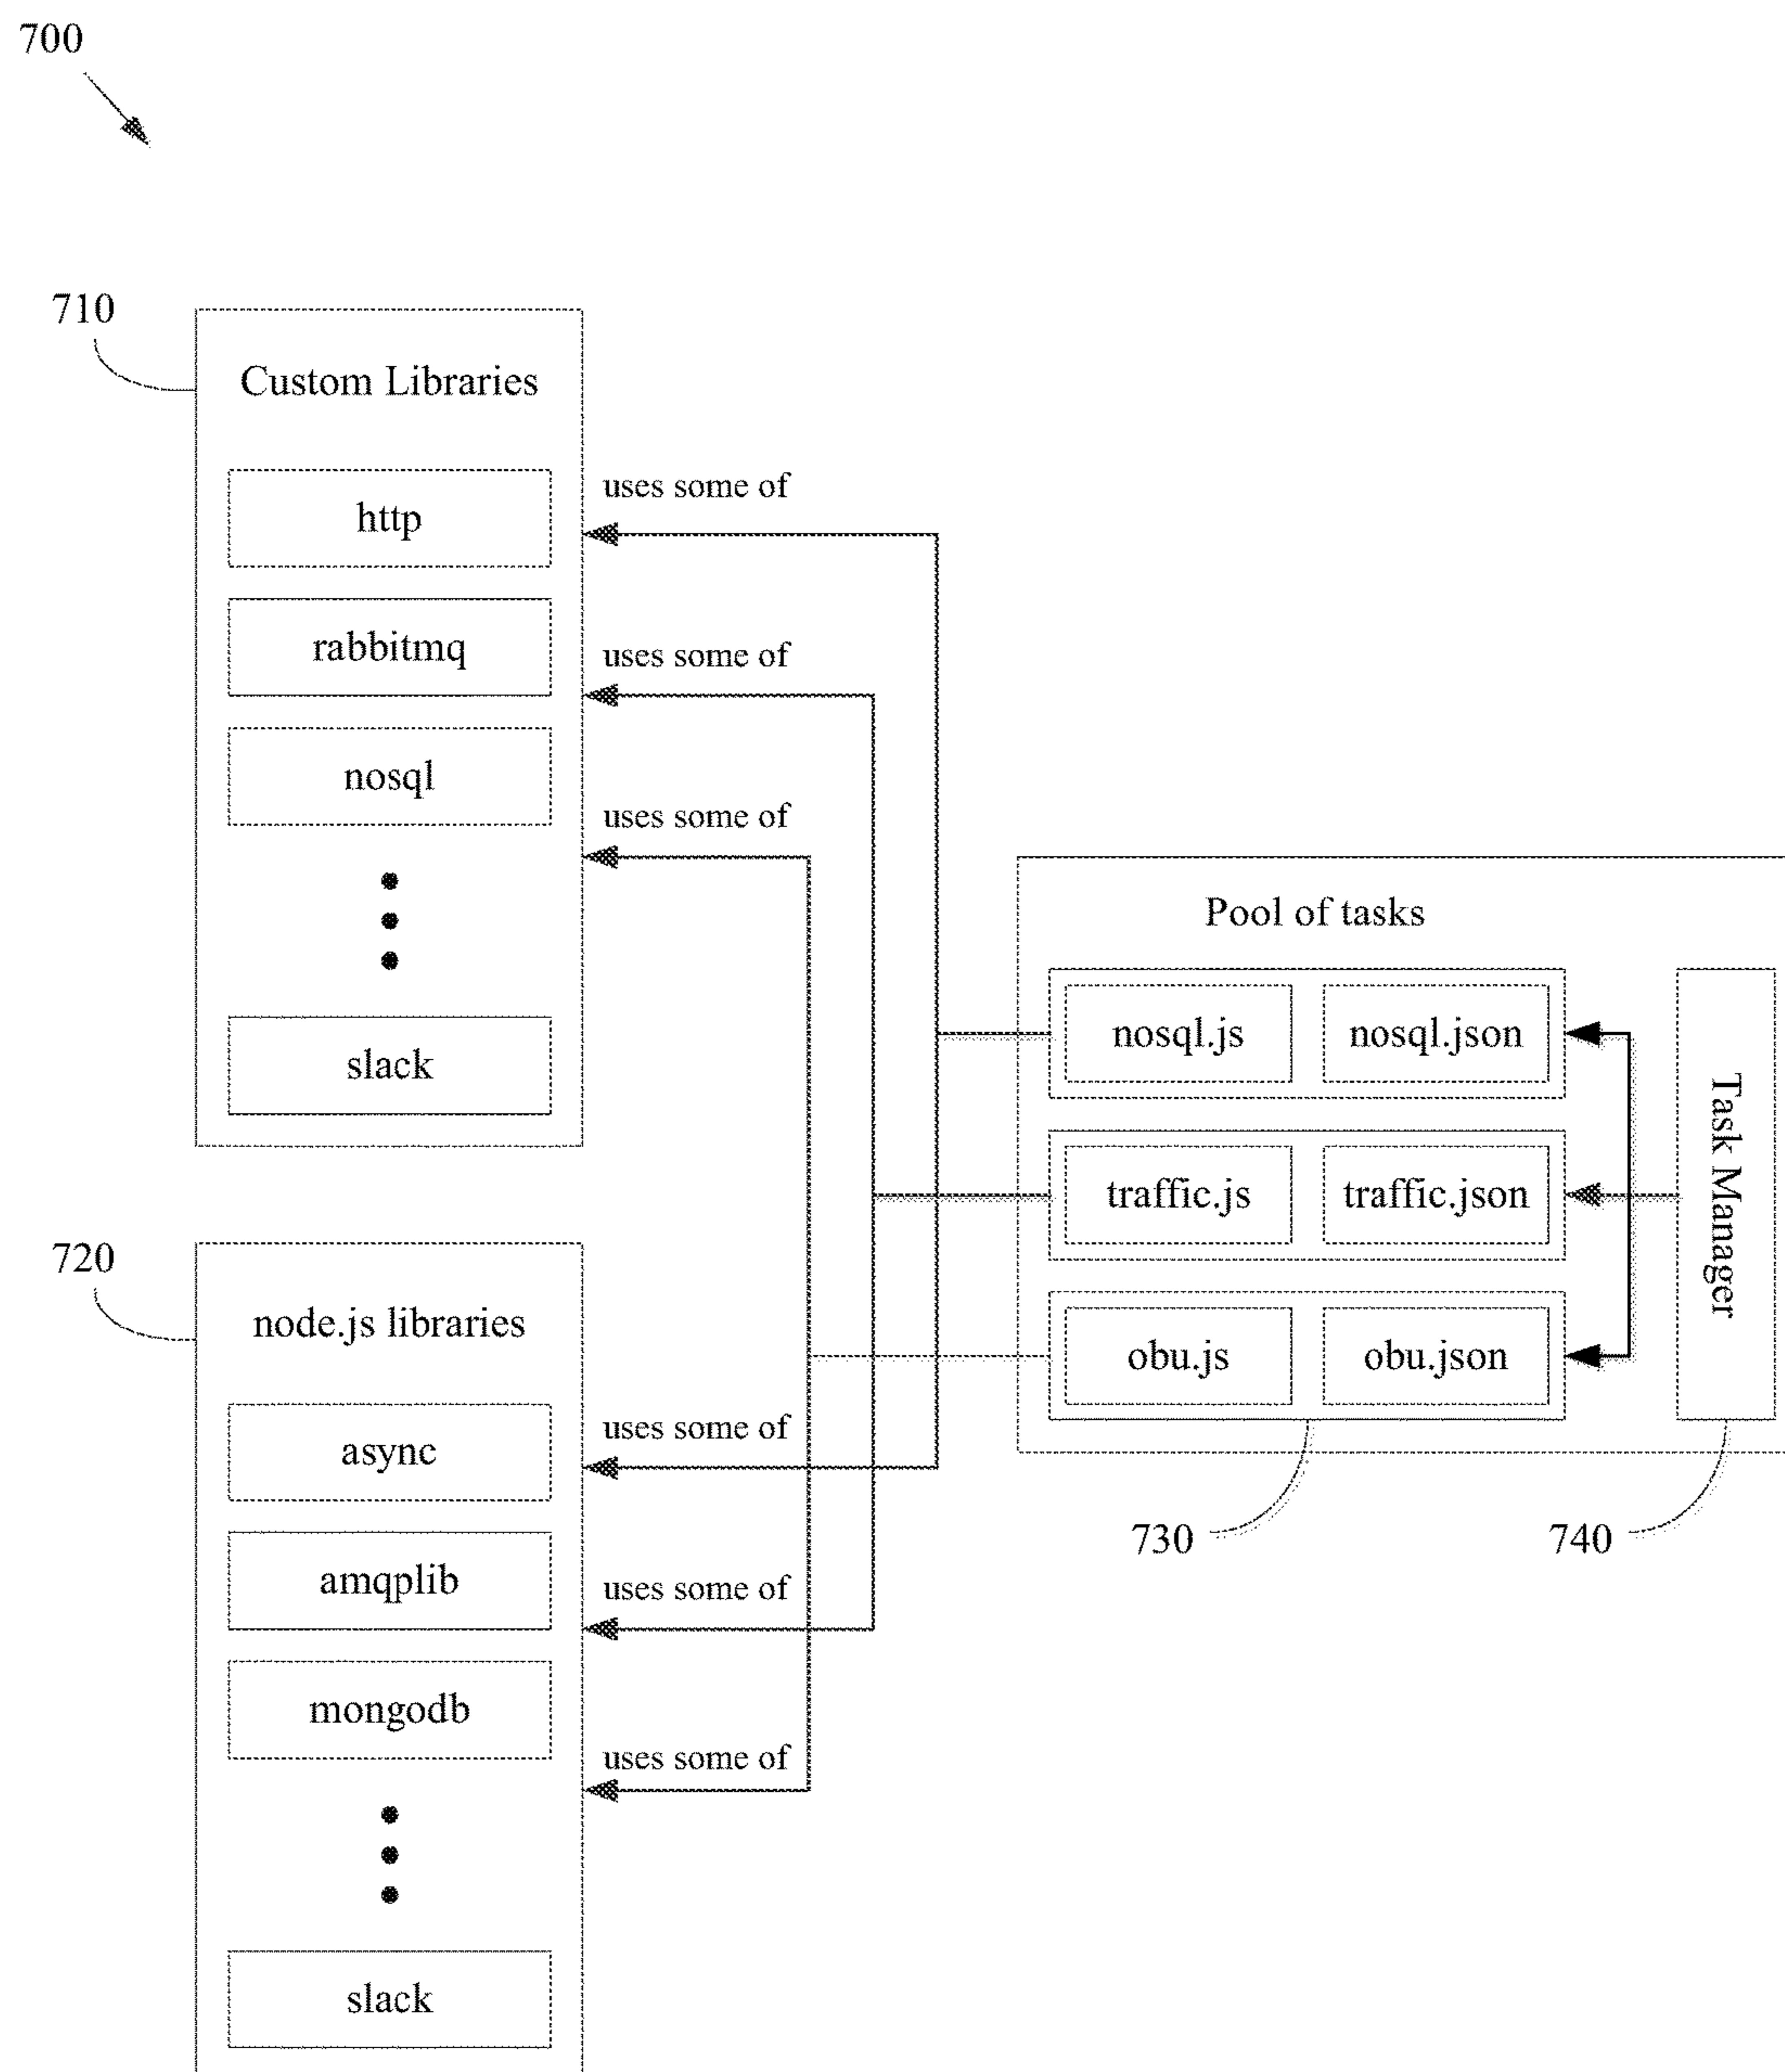 700
710
Custom Libraries
http
rabbitmq
nosql
slack
uses some of
uses some of
uses some of
Pool of tasks
nosql.js
nosql.json
traffic.js
traffic.json
obu.js
obu.json
Task Manager
730
740
720
node.js libraries
async
amqplib
mongodb
slack
uses some of
uses some of
uses some of